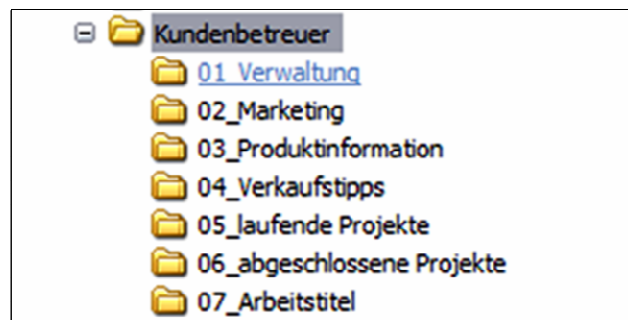 Kundenbetreuer
01_Verwaltung
02_Marketing
03_Produktinformation
04_Verkaufstipps
05_laufende Projekte
06_abgeschlossene Projekte
07_Arbeitstitel